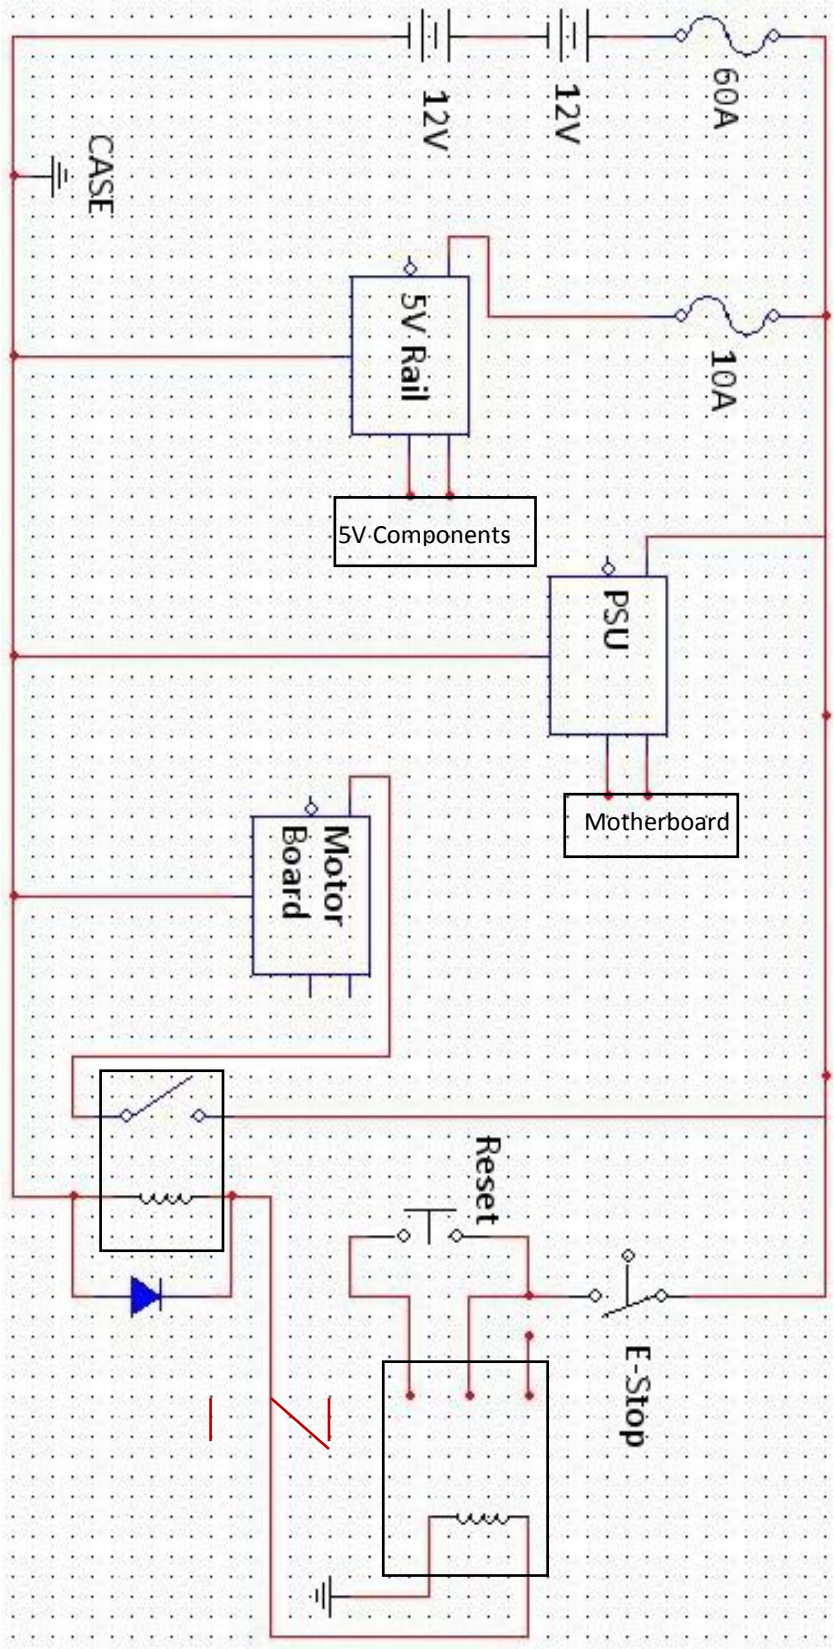 12V
12V
60A
CASE
5V Rail
10A
5V Components
PSU
Motherboard
Motor
Board
Reset
E-Stop